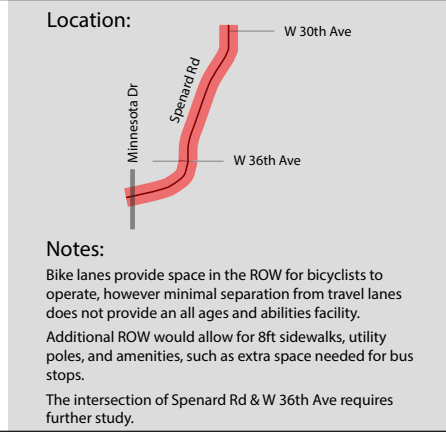 Location:
W 30th Ave
Spenard Rd
Minnesota Dr
W 36th Ave
Notes:
Bike lanes provide space in the ROW for bicyclists to
operate, however minimal separation from travel lanes
does not provide an all ages and abilities facility.
Additional ROW would allow for 8ft sidewalks, utility
poles, and amenities, such as extra space needed for bus
stops.
The intersection of Spenard Rd & W 36th Ave requires
further study.